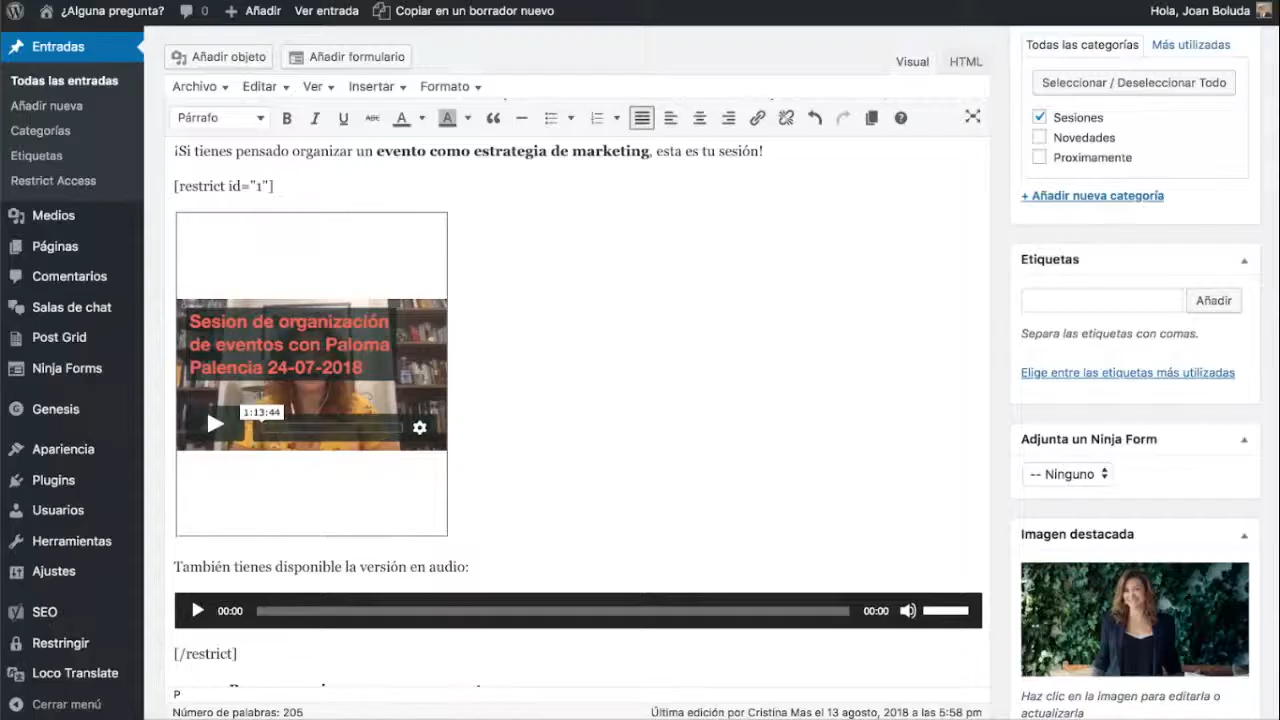 ¿Alguna pregunta?
0
Añadir
Ver entrada
Copiar en un borrador nuevo
Hola, Joan Boluda
Entradas
Todas las entradas
Añadir nueva
Categorías
Etiquetas
Restrict Access
Medios
Páginas
Comentarios
Salas de chat
Post Grid
Ninja Forms
Genesis
Apariencia
Plugins
Usuarios
Herramientas
Ajustes
SEO
Restringir
Loco Translate
Cerrar menú
Añadir objeto
Añadir formulario
Visual
HTML
Archivo
Editar
Ver
Insertar
Formato
Párrafo
B I U ABC A A
¡Si tienes pensado organizar un evento como estrategia de marketing, esta es tu sesión!
[restrict id="1"]
Sesion de organización
de eventos con Paloma
Palencia 24-07-2018
1:13:44
También tienes disponible la versión en audio:
00:00
00:00
[/restrict]
P
Número de palabras: 205
Última edición por Cristina Mas el 13 agosto, 2018 a las 5:58 pm
Todas las categorías
Más utilizadas
Seleccionar / Deseleccionar Todo
Sesiones
Novedades
Proximamente
+ Añadir nueva categoría
Etiquetas
Añadir
Separa las etiquetas con comas.
Elige entre las etiquetas más utilizadas
Adjunta un Ninja Form
-- Ninguno
Imagen destacada
Haz clic en la imagen para editarla o
actualizarla